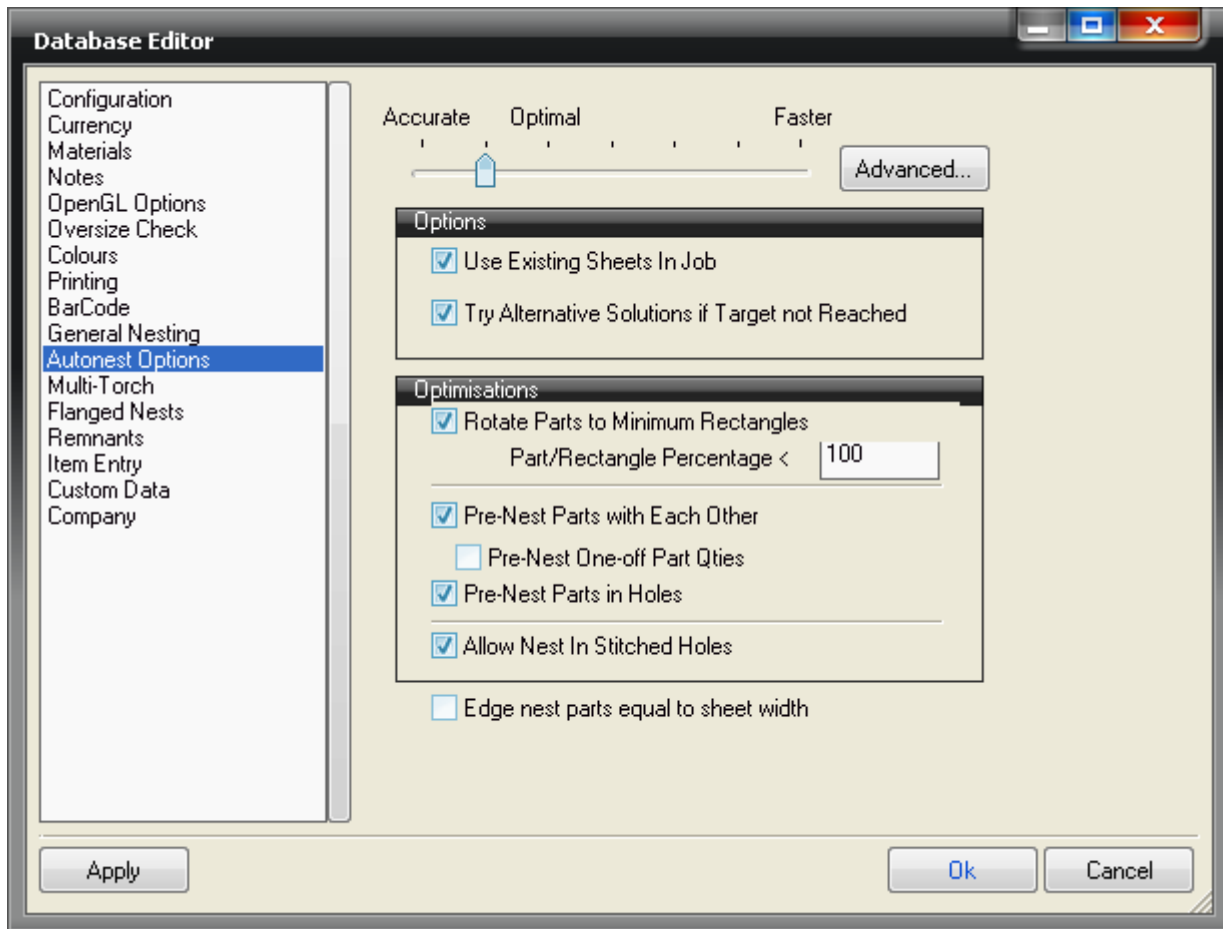 Database Editor
Configuration
Currency
Materials
Notes
OpenGL Options
Oversize Check
Colours
Printing
BarCode
General Nesting
Autonest Options
Multi-Torch
Flanged Nests
Remnants
Item Entry
Custom Data
Company
Accurate Optimal Faster
Advanced...
Options
Use Existing Sheets In Job
Try Alternative Solutions if Target not Reached
Optimisations
Rotate Parts to Minimum Rectangles
Part/Rectangle Percentage < 100
Pre-Nest Parts with Each Other
Pre-Nest One-off Part Qties
Pre-Nest Parts in Holes
Allow Nest In Stitched Holes
Edge nest parts equal to sheet width
Apply Ok Cancel